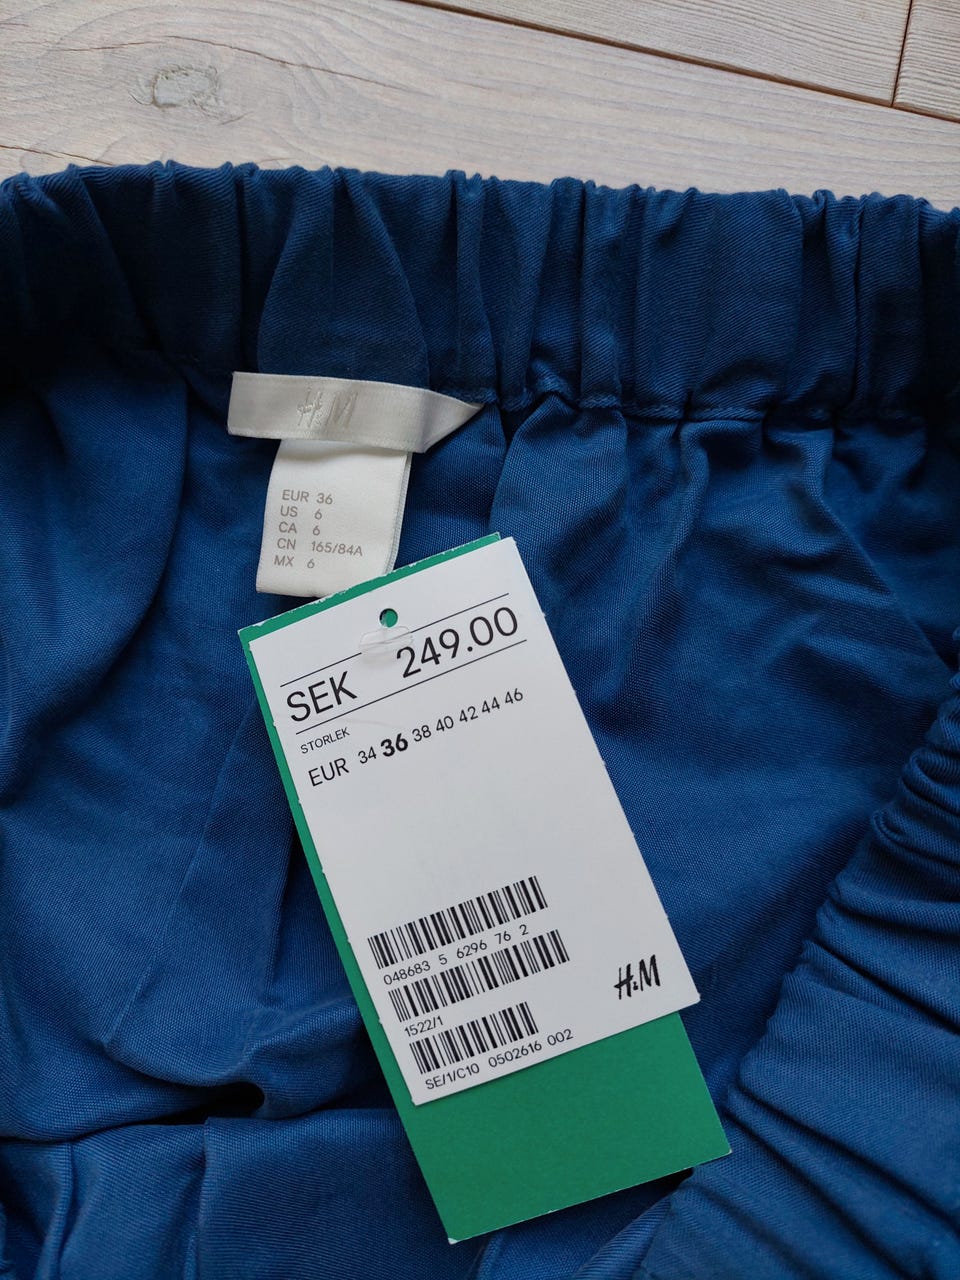 H&M
EUR 36
US 6
CA 6
CN 165/84A
MX 6
SEK 249.00
STORLEK
EUR 34 36 38 40 42 44 46
048683 5 6296 76 2
1522/1
SE/1/C10 0502616 002
H&M